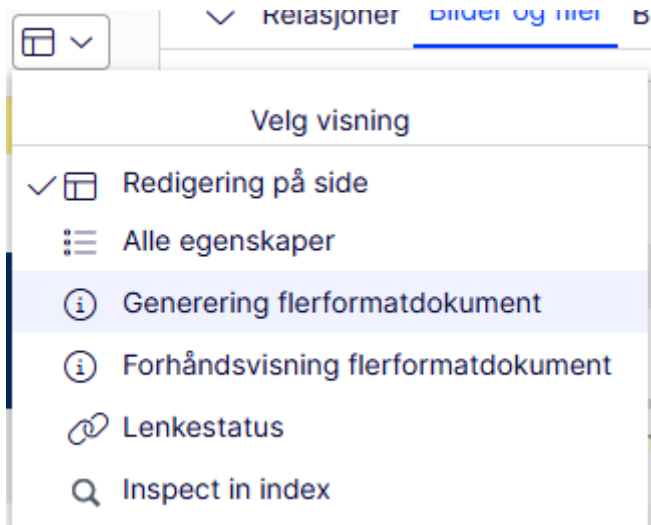 Relasjoner Bilder og filer
Velg visning
Redigering på side
Alle egenskaper
Generering flerformatdokument
Forhåndsvisning flerformatdokument
Lenkestatus
Inspect in index